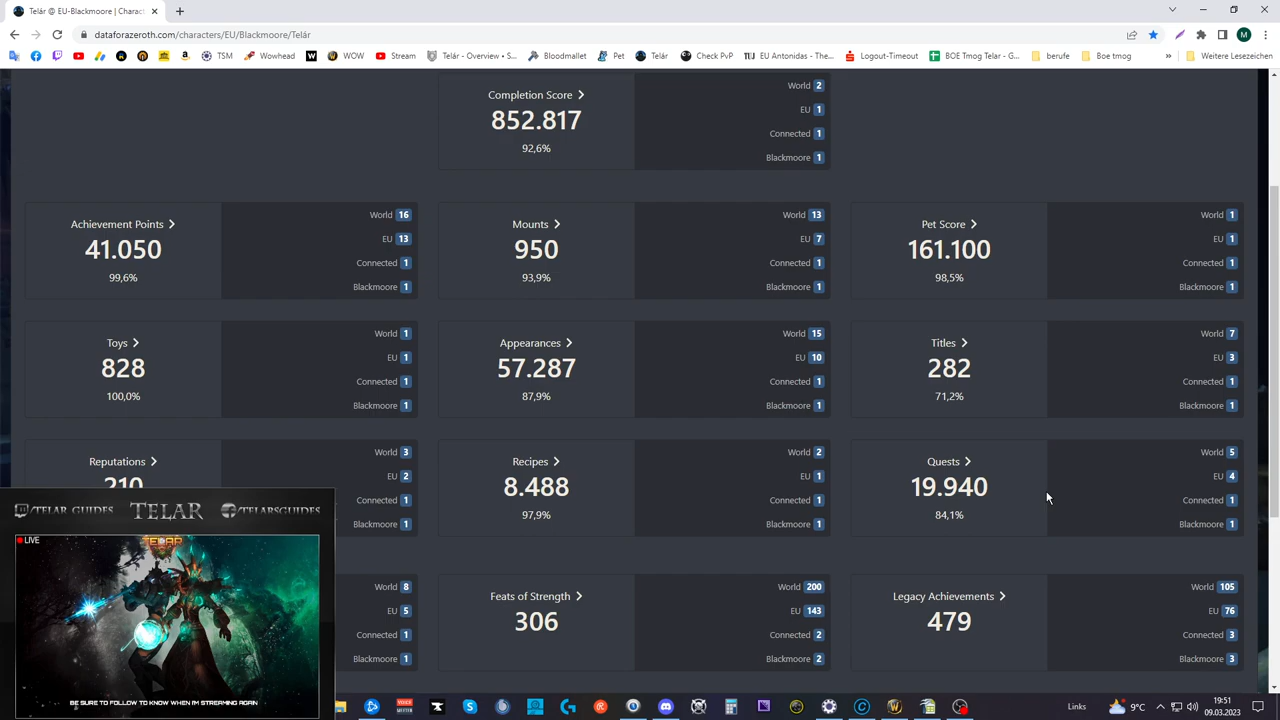 Telár @ EU-Blackmoore | Charact
dataforazeroth.com/characters/EU/Blackmoore/Telár
TSM
Wowhead
WOW
Stream
Telár - Overview • S...
Bloodmallet
Pet
Telár
Check PvP
EU Antonidas - The...
Logout-Timeout
BOE Tmog Telar - G...
berufe
Boe tmog
Weitere Lesezeichen
Completion Score
852.817
92,6%
World 2
EU 1
Connected 1
Blackmoore 1
Achievement Points
41.050
99,6%
World 16
EU 13
Connected 1
Blackmoore 1
Mounts
950
93,9%
World 13
EU 7
Connected 1
Blackmoore 1
Pet Score
161.100
98,5%
World 1
EU 1
Connected 1
Blackmoore 1
Toys
828
100,0%
World 1
EU 1
Connected 1
Blackmoore 1
Appearances
57.287
87,9%
World 15
EU 10
Connected 1
Blackmoore 1
Titles
282
71,2%
World 7
EU 3
Connected 1
Blackmoore 1
Reputations
210
World 3
EU 2
Connected 1
Blackmoore 1
Recipes
8.488
97,9%
World 2
EU 1
Connected 1
Blackmoore 1
Quests
19.940
84,1%
World 5
EU 4
Connected 1
Blackmoore 1
World 8
EU 5
Connected 1
Blackmoore 1
Feats of Strength
306
World 200
EU 143
Connected 2
Blackmoore 2
Legacy Achievements
479
World 105
EU 76
Connected 3
Blackmoore 3
/TELAR GUIDES
TELAR
/TELARSGUIDES
LIVE
TELAR
BE SURE TO FOLLOW TO KNOW WHEN I'M STREAMING AGAIN
Links
9°C
19:51
09.03.2023